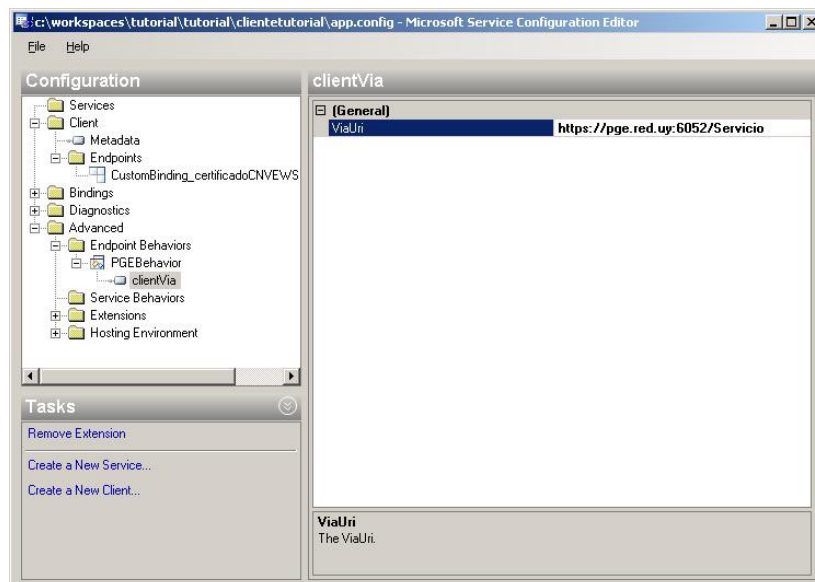 c:\workspaces\tutorial\tutorial\clientetutorial\app.config - Microsoft Service Configuration Editor
File Help
Configuration
Services
Client
Metadata
Endpoints
CustomBinding_certificadoCNVEWS
Bindings
Diagnostics
Advanced
Endpoint Behaviors
PGEBehavior
clientVia
Service Behaviors
Extensions
Hosting Environment
Tasks
Remove Extension
Create a New Service...
Create a New Client...
clientVia
(General)
ViaUri https://pge.red.uy:6052/Servicio
ViaUri
The ViaUri.